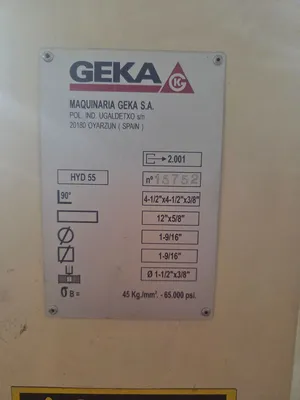 GEKA
MAQUINARIA GEKA S.A.
POL. IND. UGALDETXO s/n
20180 OYARZUN ( SPAIN )
2.001
HYD 55
nº 15752
90° 4-1/2"x4-1/2"x3/8"
12"x5/8"
1-9/16"
1-9/16"
Ø 1-1/2"x3/8"
σ B = 45 Kg./mm². - 65.000 psi.